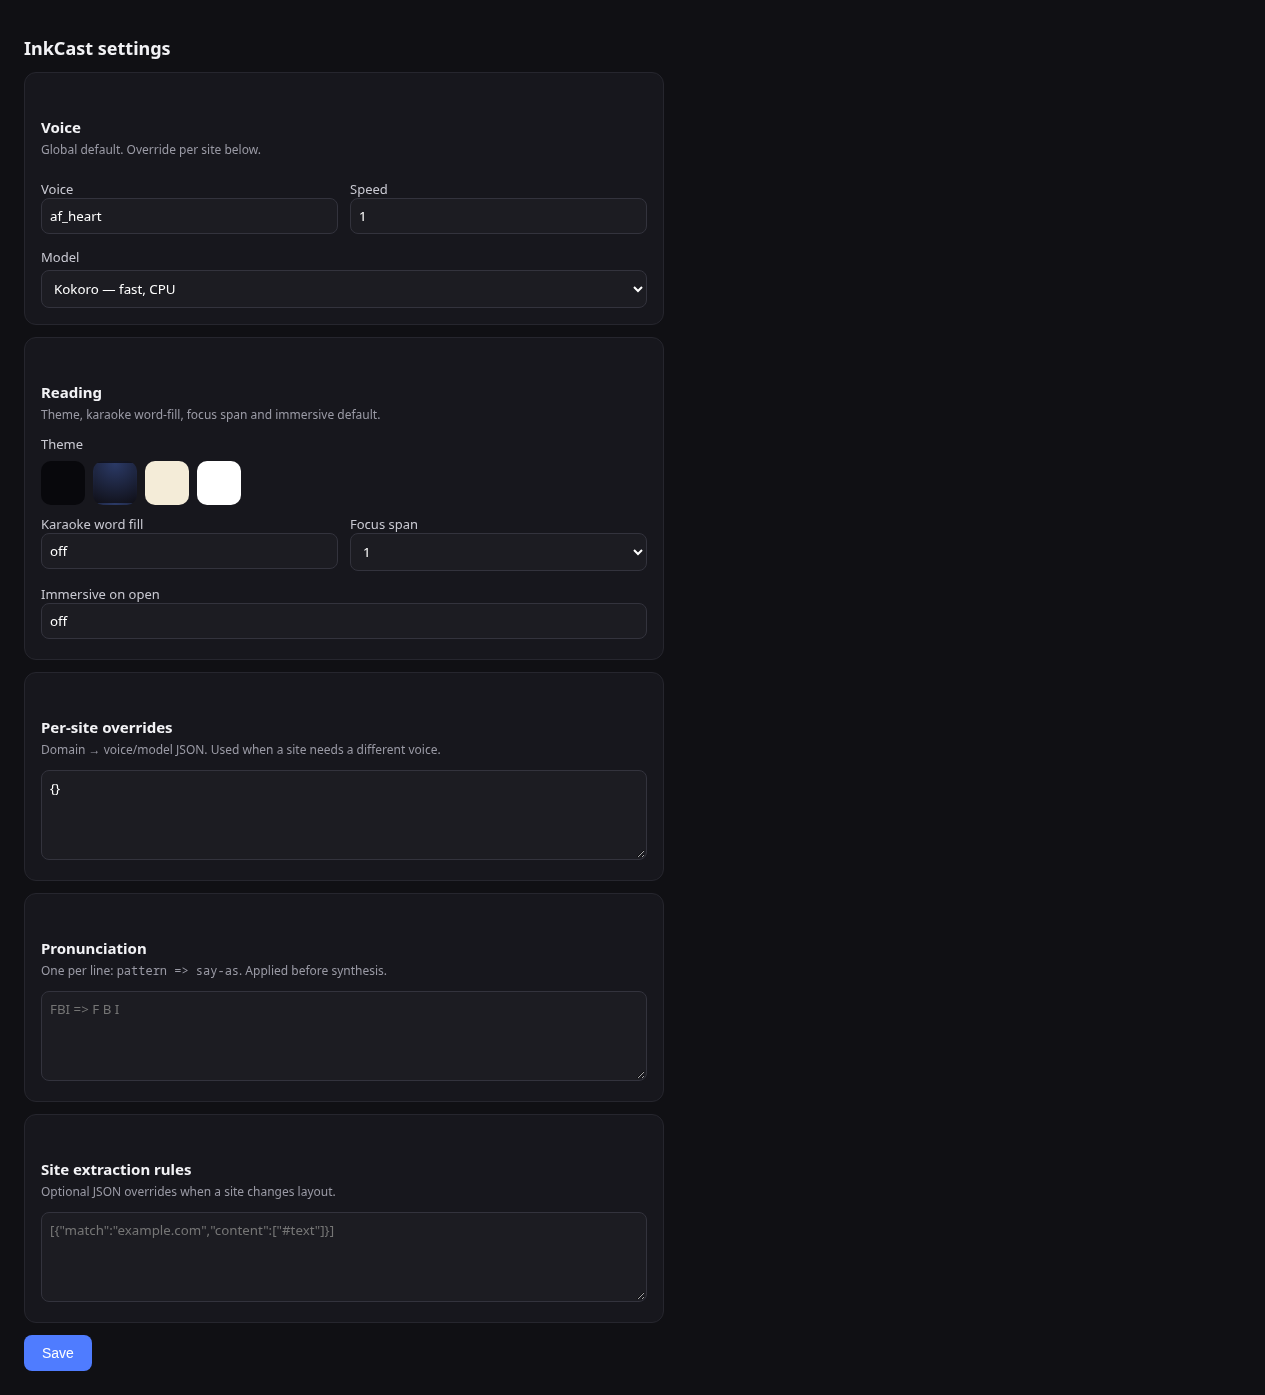 InkCast settings
Voice
Global default. Override per site below.
Voice
Speed
af_heart
1
Model
Kokoro — fast, CPU
Reading
Theme, karaoke word-fill, focus span and immersive default.
Theme
Karaoke word fill
Focus span
off
1
Immersive on open
off
Per-site overrides
Domain → voice/model JSON. Used when a site needs a different voice.
{}
Pronunciation
One per line: pattern => say-as. Applied before synthesis.
FBI => F B I
Site extraction rules
Optional JSON overrides when a site changes layout.
[{"match":"example.com","content":["#text"]}]
Save